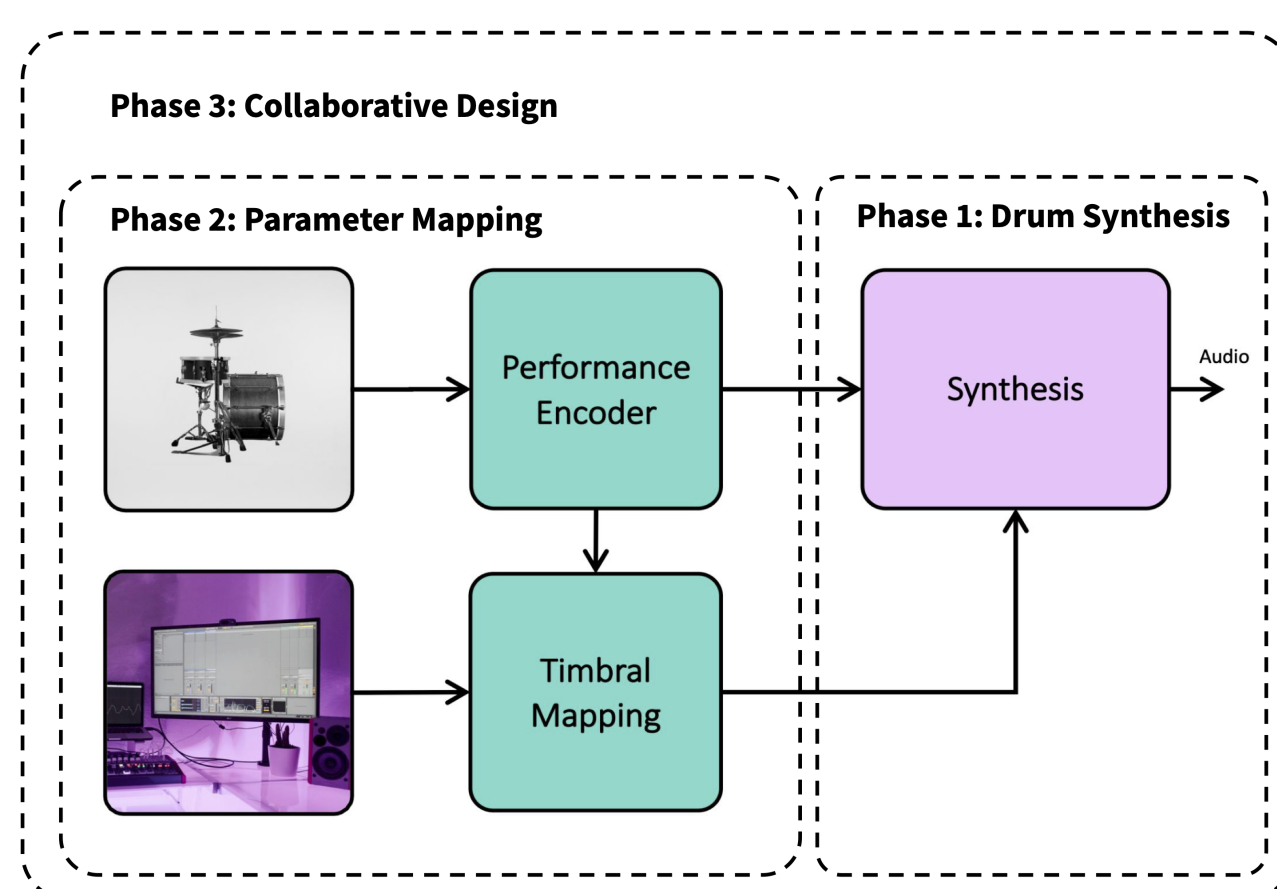 Phase 3: Collaborative Design
Phase 2: Parameter Mapping
Phase 1: Drum Synthesis
Performance
Encoder
Synthesis
Audio
Timbral
Mapping